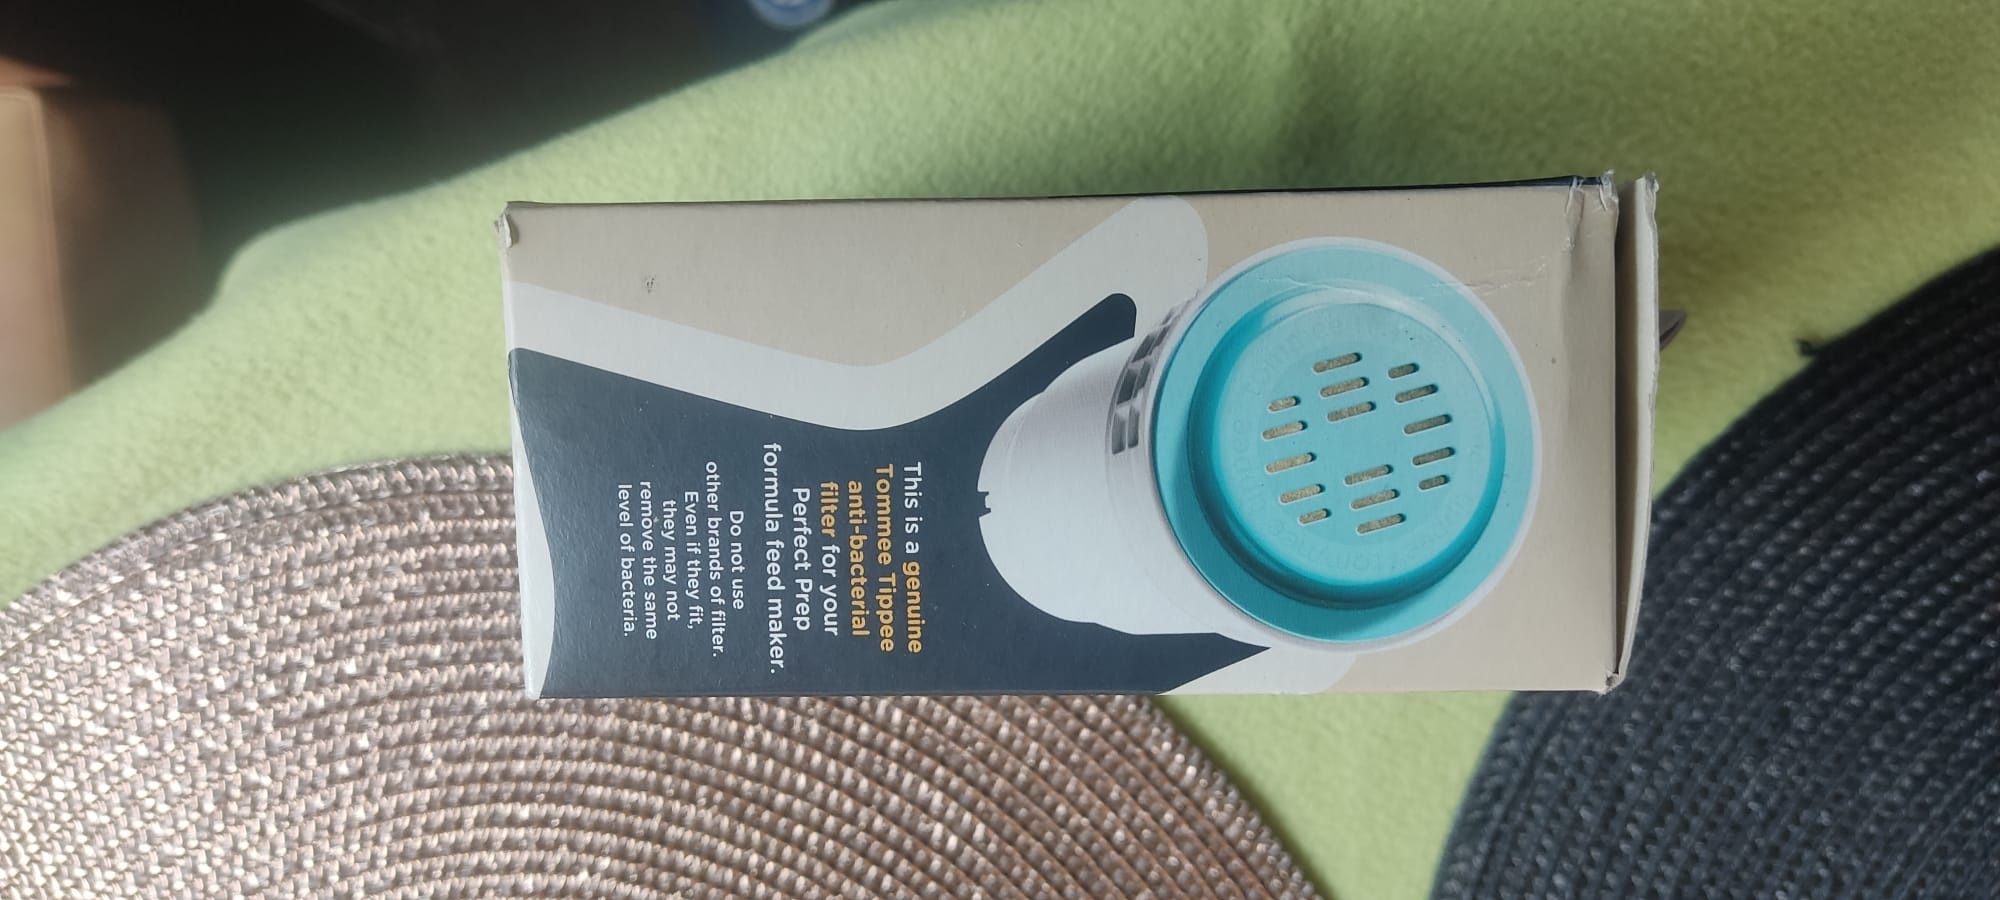 This is a genuine
Tommee Tippee
anti-bacterial
filter for your
Perfect Prep
formula feed maker.
Do not use
other brands of filter.
Even if they fit,
they may not
remove the same
level of bacteria.